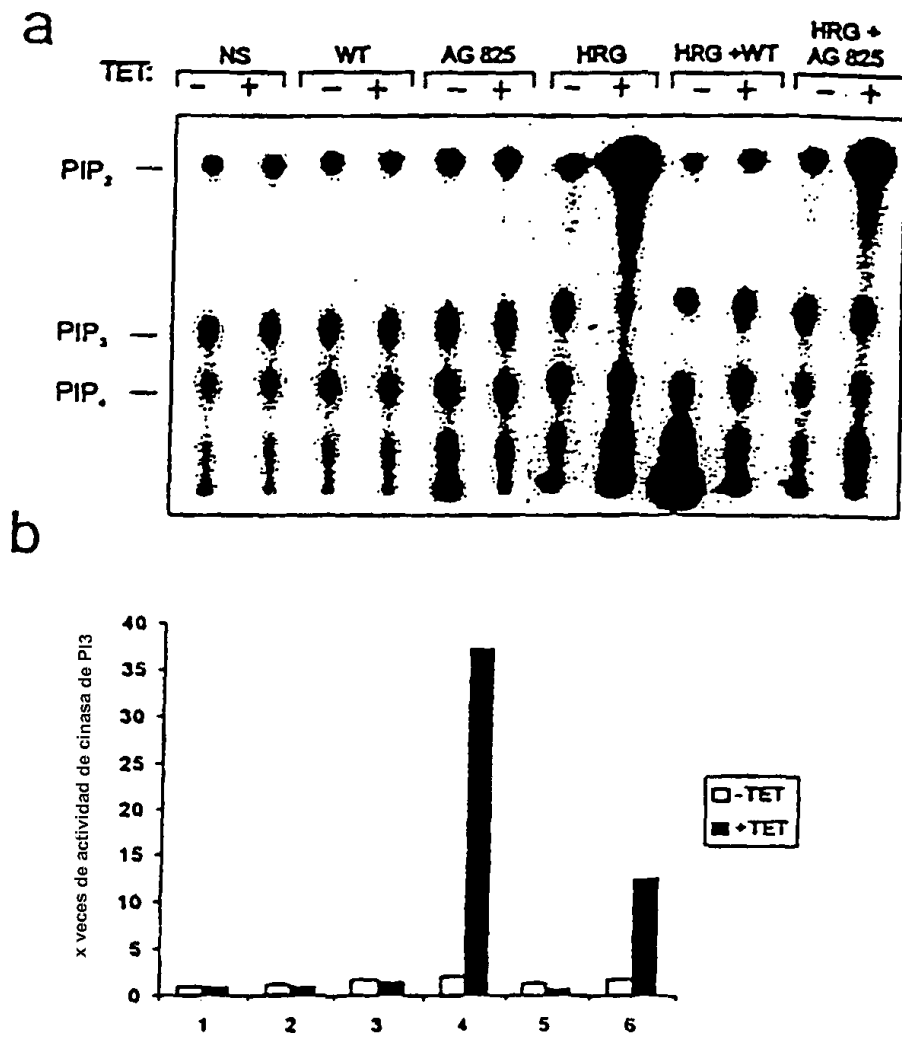 a
NS WT AG 825 HRG HRG +WT HRG + AG 825
TET: - + - + - + - + - + - +
PIP₂ —
PIP₃ —
PIP₄ —
b
x veces de actividad de cinasa de PI3
40
35
30
25
20
15
10
5
0
1 2 3 4 5 6
-TET
+TET